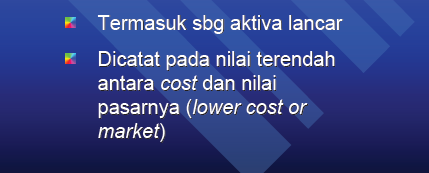 Termasuk sbg aktiva lancar
Dicatat pada nilai terendah
antara cost dan nilai
pasarnya (lower cost or
market)